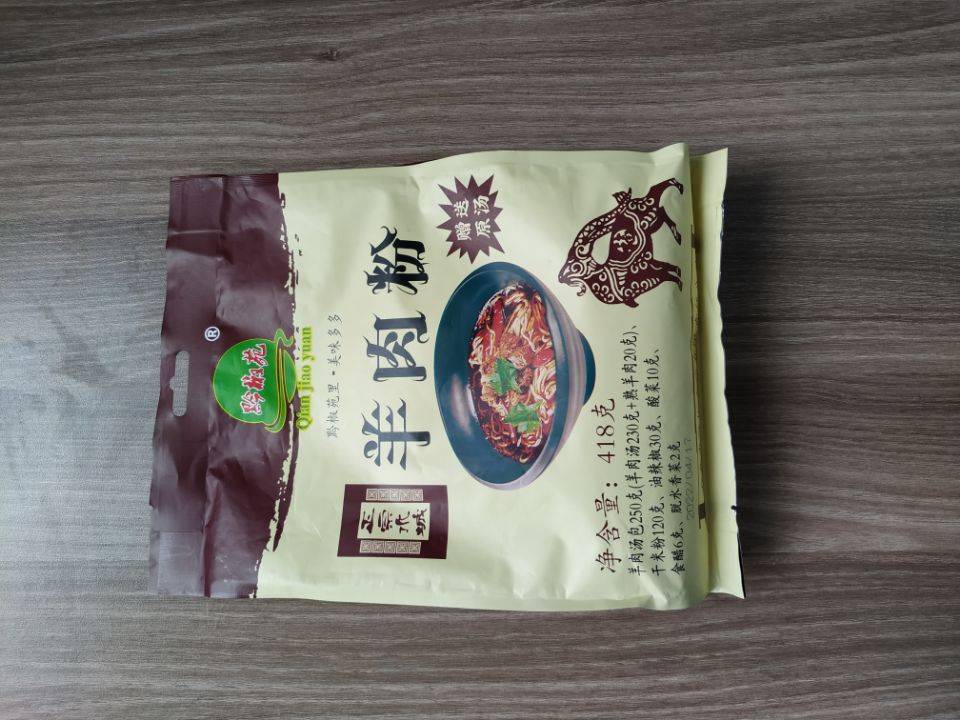 黔椒苑
®
Qian jiao yuan
黔椒苑里·美味多多
正宗水城
羊肉粉
赠送
原汤
净含量：418克
羊肉汤包250克(羊肉汤230克+熟羊肉20克)、
干米粉120克、油辣椒30克、酸菜10克、
食醋6克、脱水香菜2克
2022/04/17